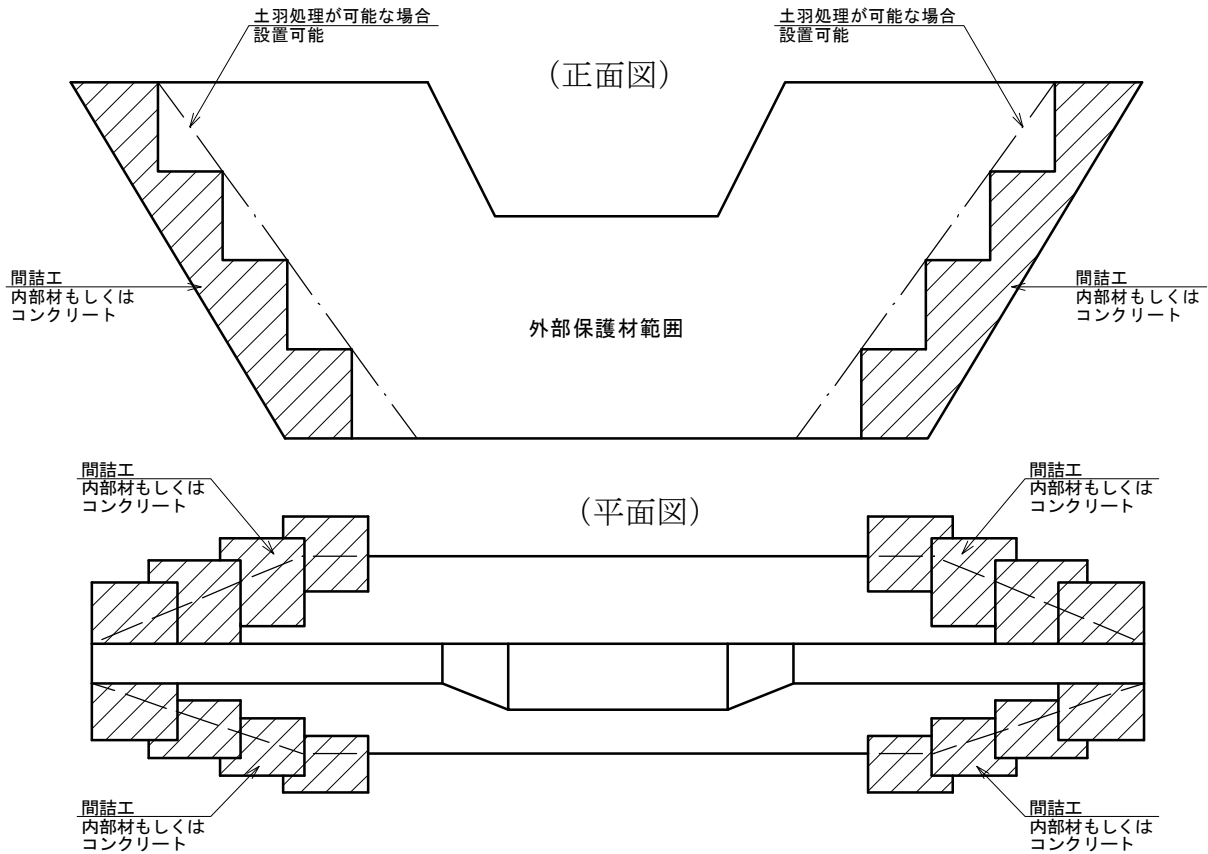 土羽処理が可能な場合
設置可能
土羽処理が可能な場合
設置可能
(正面図)
間詰工
内部材もしくは
コンクリート
間詰工
内部材もしくは
コンクリート
外部保護材範囲
間詰工
内部材もしくは
コンクリート
間詰工
内部材もしくは
コンクリート
(平面図)
間詰工
内部材もしくは
コンクリート
間詰工
内部材もしくは
コンクリート